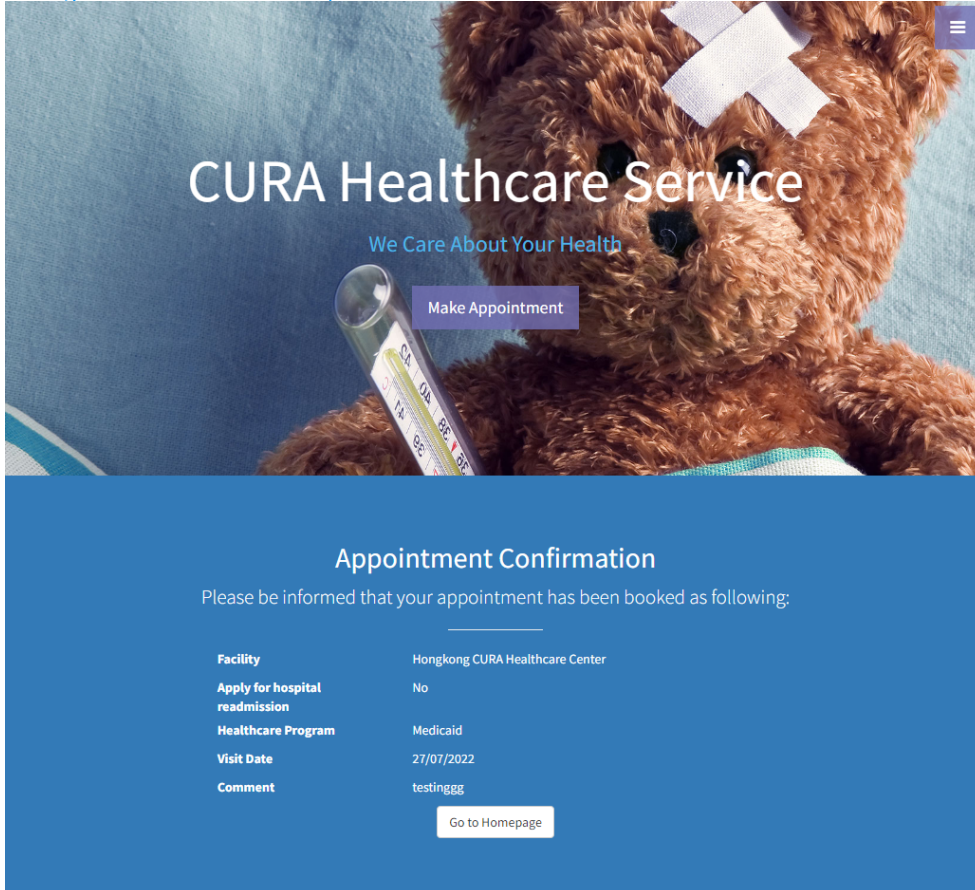 CURA Healthcare Service
We Care About Your Health
Make Appointment
Appointment Confirmation
Please be informed that your appointment has been booked as following:
Facility Hongkong CURA Healthcare Center
Apply for hospital No
readmission
Healthcare Program Medicaid
Visit Date 27/07/2022
Comment testinggg
Go to Homepage